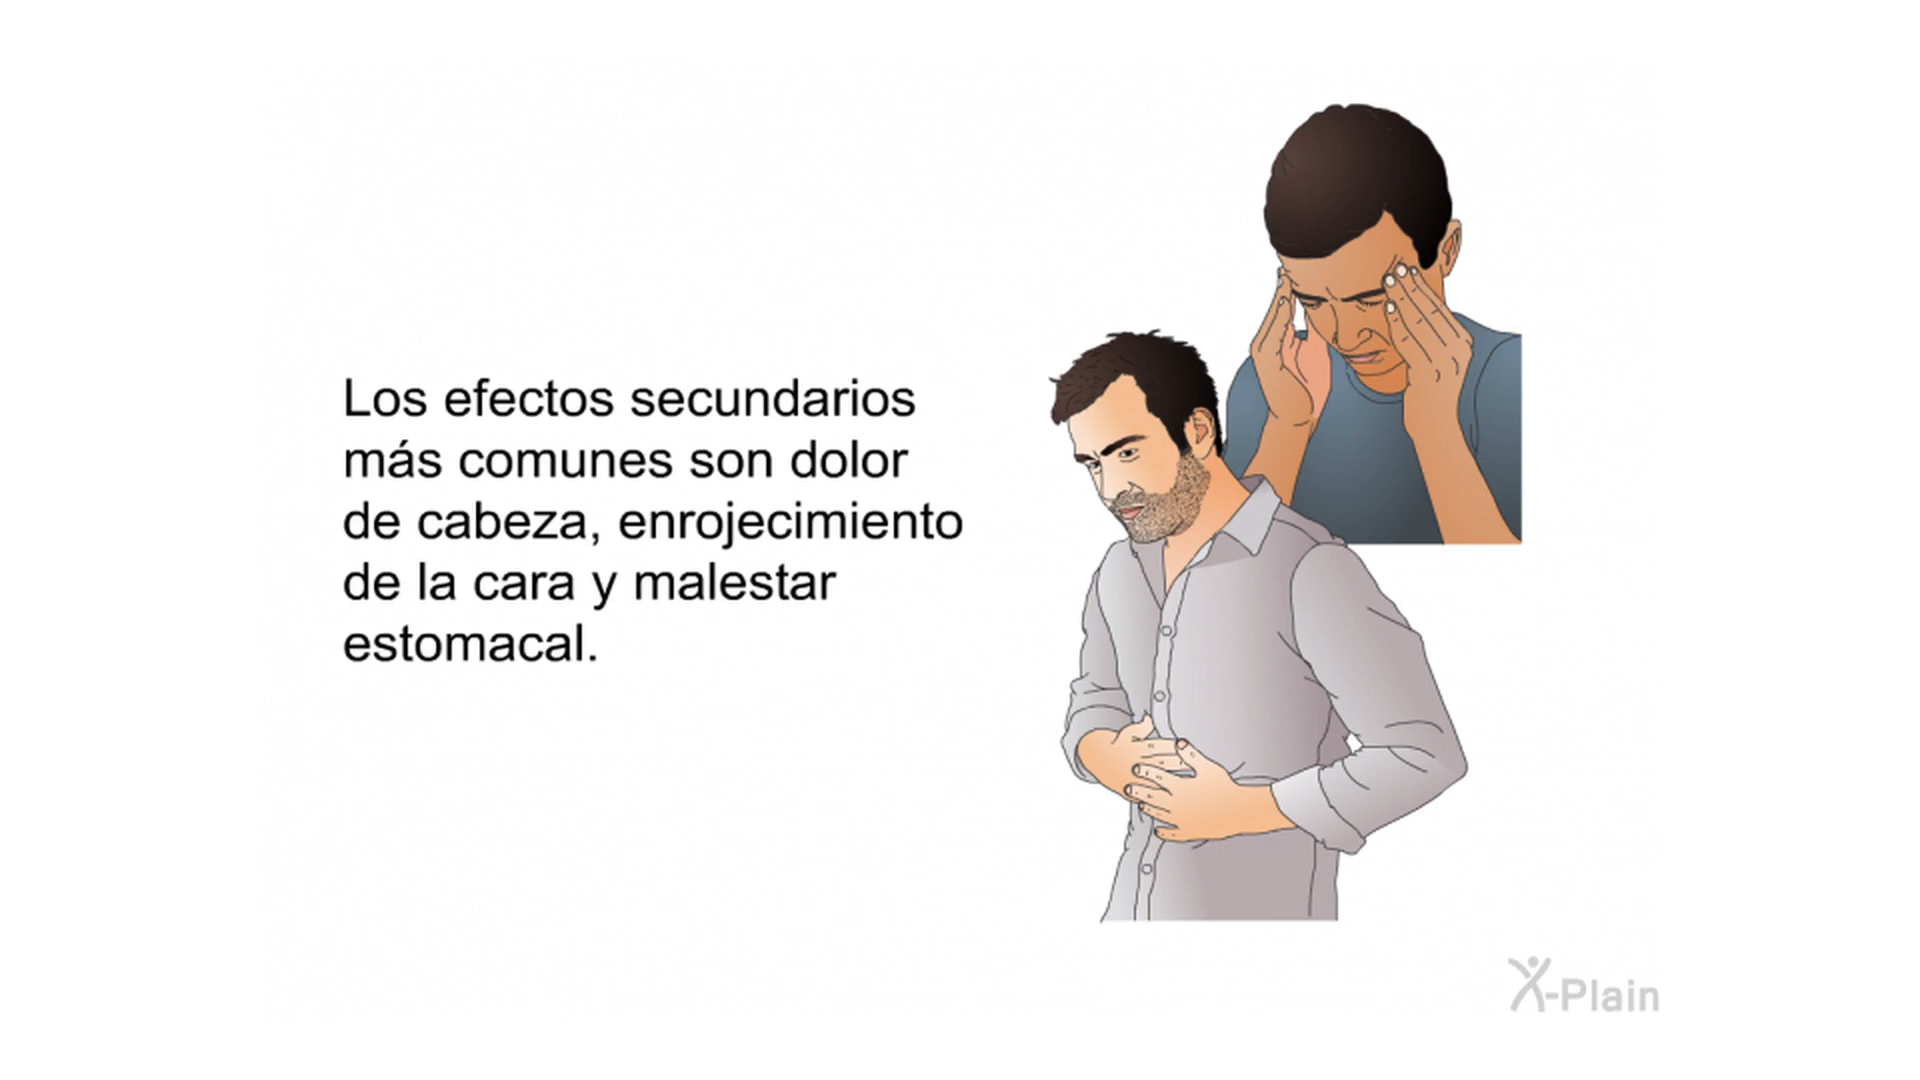 Los efectos secundarios
más comunes son dolor
de cabeza, enrojecimiento
de la cara y malestar
estomacal.
X-Plain